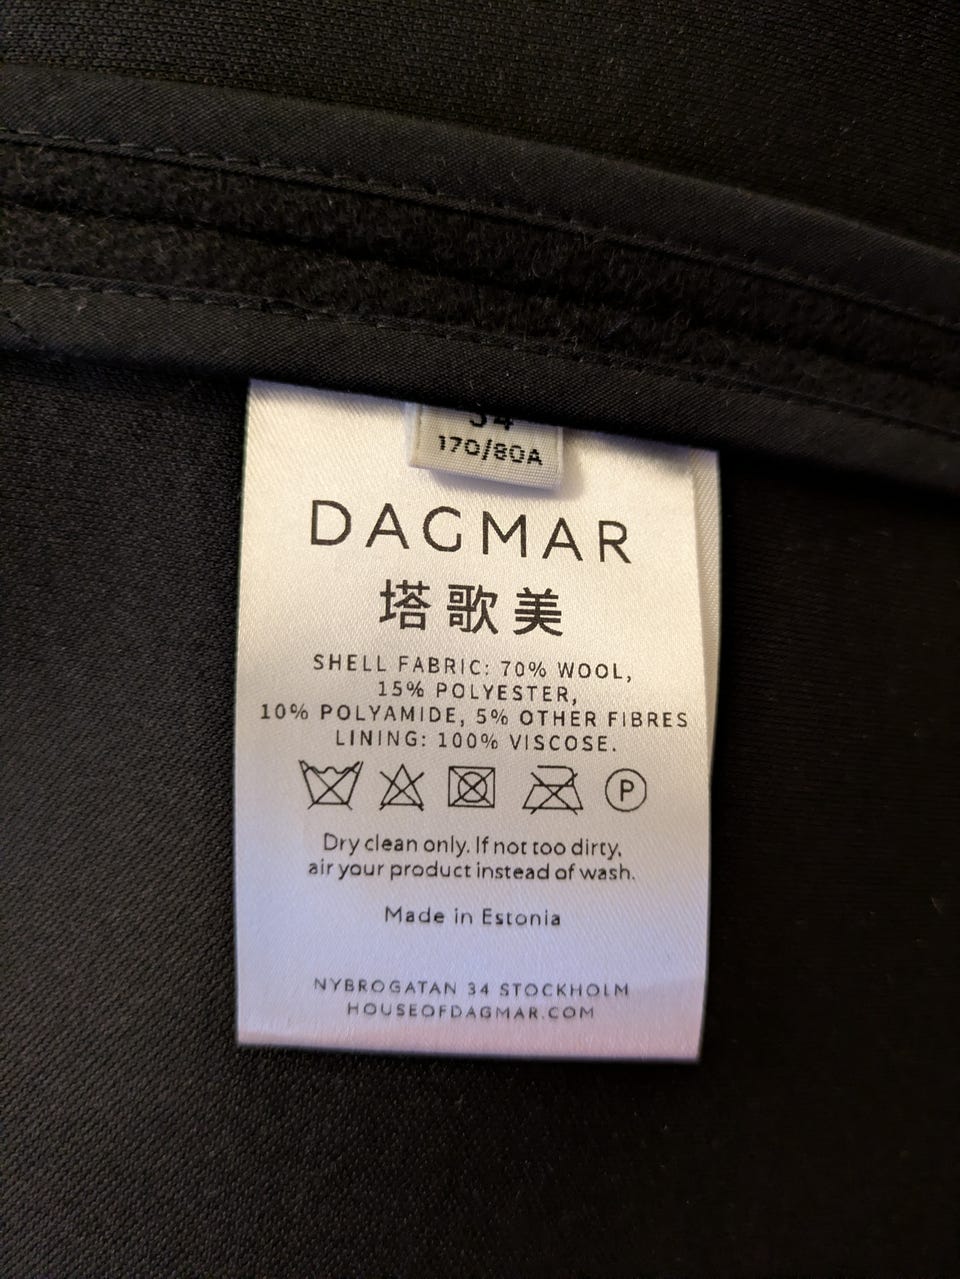 34
170/80A
DAGMAR
塔歌美
SHELL FABRIC: 70% WOOL,
15% POLYESTER,
10% POLYAMIDE, 5% OTHER FIBRES
LINING: 100% VISCOSE.
P
Dry clean only. If not too dirty,
air your product instead of wash.
Made in Estonia
NYBROGATAN 34 STOCKHOLM
HOUSEOFDAGMAR.COM